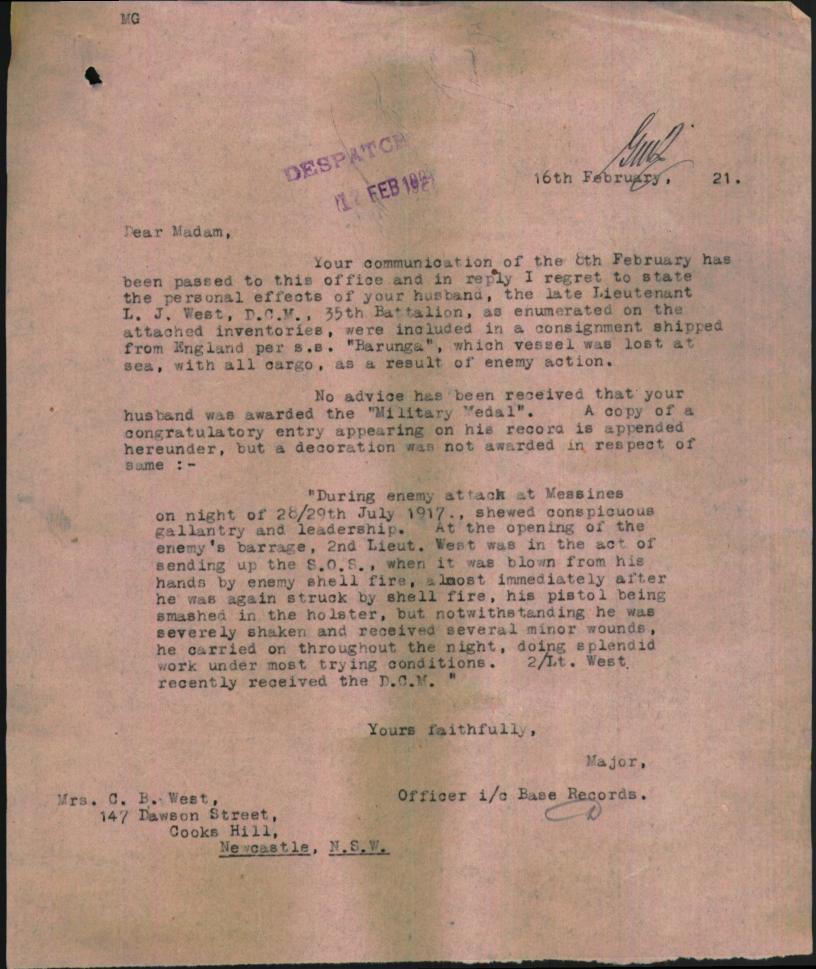 MG
DESPATCH
17 FEB 1921
16th February, 21.
Dear Madam,
Your communication of the 8th February has
been passed to this office and in reply I regret to state
the personal effects of your husband, the late Lieutenant
L. J. West, D.C.M., 35th Battalion, as enumerated on the
attached inventories, were included in a consignment shipped
from England per s.s. "Barunga", which vessel was lost at
sea, with all cargo, as a result of enemy action.
No advice has been received that your
husband was awarded the "Military Medal". A copy of a
congratulatory entry appearing on his record is appended
hereunder, but a decoration was not awarded in respect of
same :-
"During enemy attack at Messines
on night of 28/29th July 1917., shewed conspicuous
gallantry and leadership. At the opening of the
enemy's barrage, 2nd Lieut. West was in the act of
sending up the S.O.S., when it was blown from his
hands by enemy shell fire, almost immediately after
he was again struck by shell fire, his pistol being
smashed in the holster, but notwithstanding he was
severely shaken and received several minor wounds,
he carried on throughout the night, doing splendid
work under most trying conditions. 2/Lt. West
recently received the D.C.M. "
Yours faithfully,
Major,
Officer i/c Base Records.
Mrs. C. B. West,
147 Dawson Street,
Cooks Hill,
Newcastle, N.S.W.